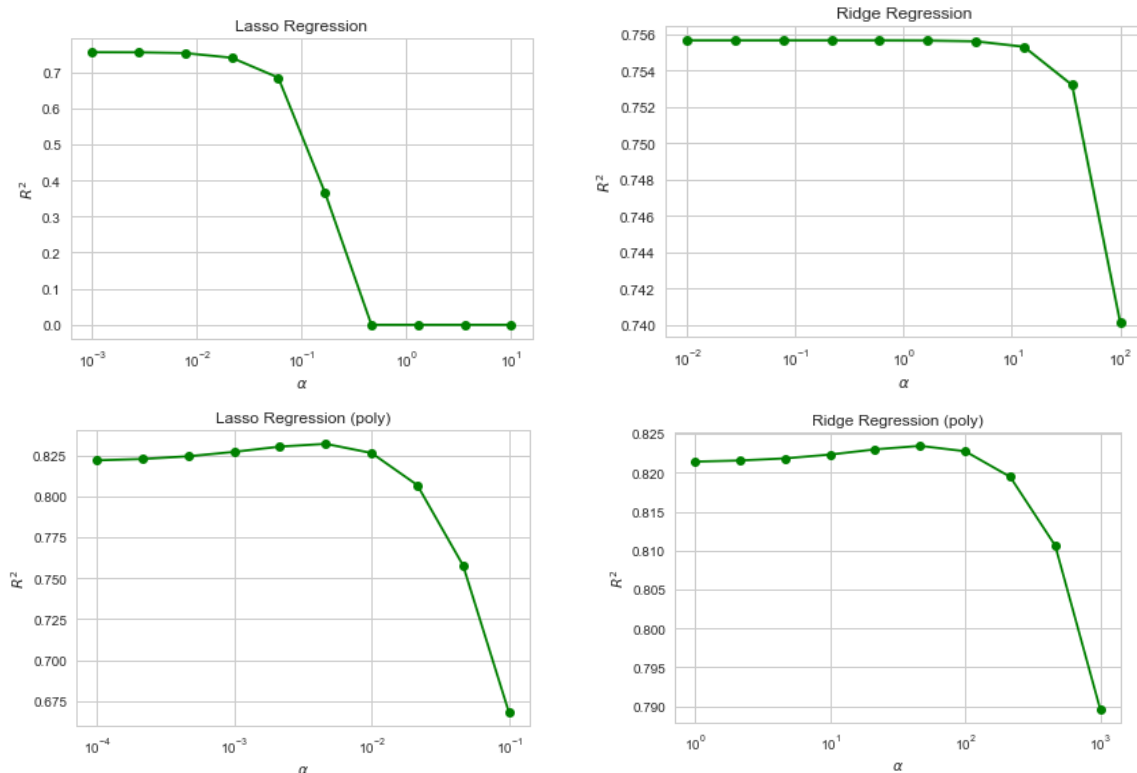 Lasso Regression
R²
0.7
0.6
0.5
0.4
0.3
0.2
0.1
0.0
10⁻³ 10⁻² 10⁻¹ 10⁰ 10¹
α
Ridge Regression
R²
0.756
0.754
0.752
0.750
0.748
0.746
0.744
0.742
0.740
10⁻² 10⁻¹ 10⁰ 10¹ 10²
α
Lasso Regression (poly)
R²
0.825
0.800
0.775
0.750
0.725
0.700
0.675
10⁻⁴ 10⁻³ 10⁻² 10⁻¹
α
Ridge Regression (poly)
R²
0.825
0.820
0.815
0.810
0.805
0.800
0.795
0.790
10⁰ 10¹ 10² 10³
α